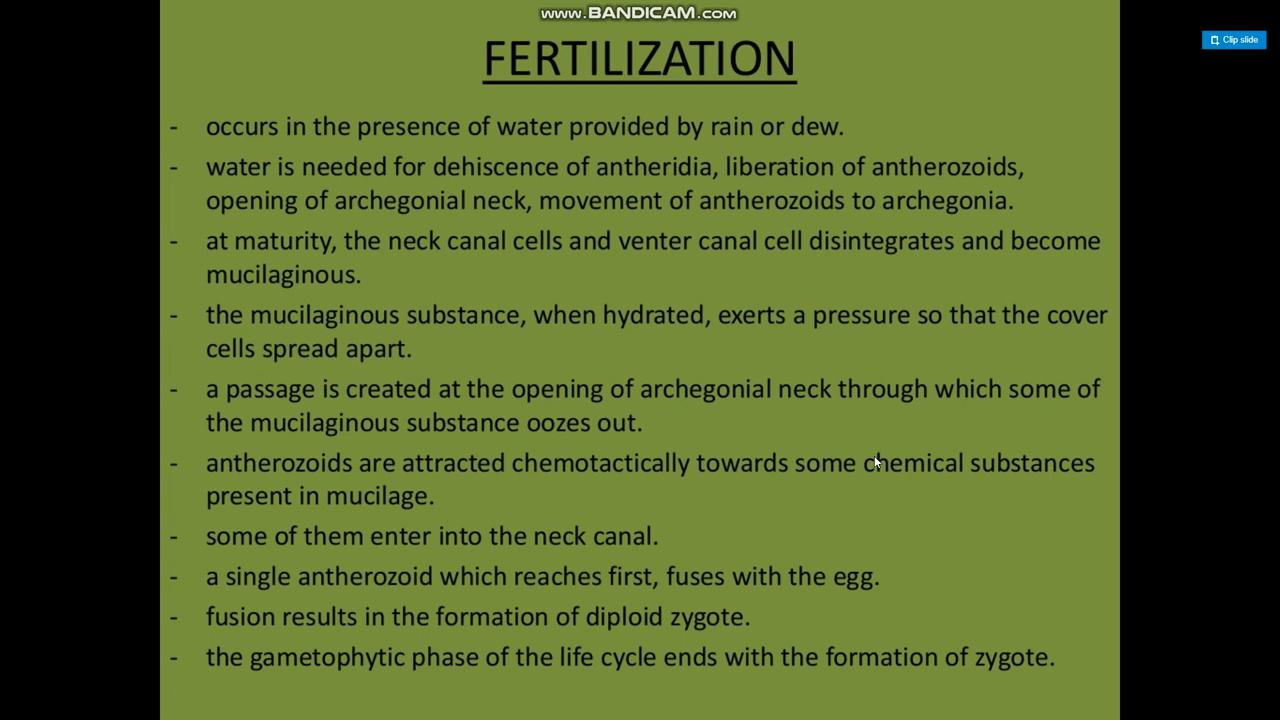 www.BANDICAM.com
Clip slide
FERTILIZATION
- occurs in the presence of water provided by rain or dew.
- water is needed for dehiscence of antheridia, liberation of antherozoids,
opening of archegonial neck, movement of antherozoids to archegonia.
- at maturity, the neck canal cells and venter canal cell disintegrates and become
mucilaginous.
- the mucilaginous substance, when hydrated, exerts a pressure so that the cover
cells spread apart.
- a passage is created at the opening of archegonial neck through which some of
the mucilaginous substance oozes out.
- antherozoids are attracted chemotactically towards some chemical substances
present in mucilage.
- some of them enter into the neck canal.
- a single antherozoid which reaches first, fuses with the egg.
- fusion results in the formation of diploid zygote.
- the gametophytic phase of the life cycle ends with the formation of zygote.